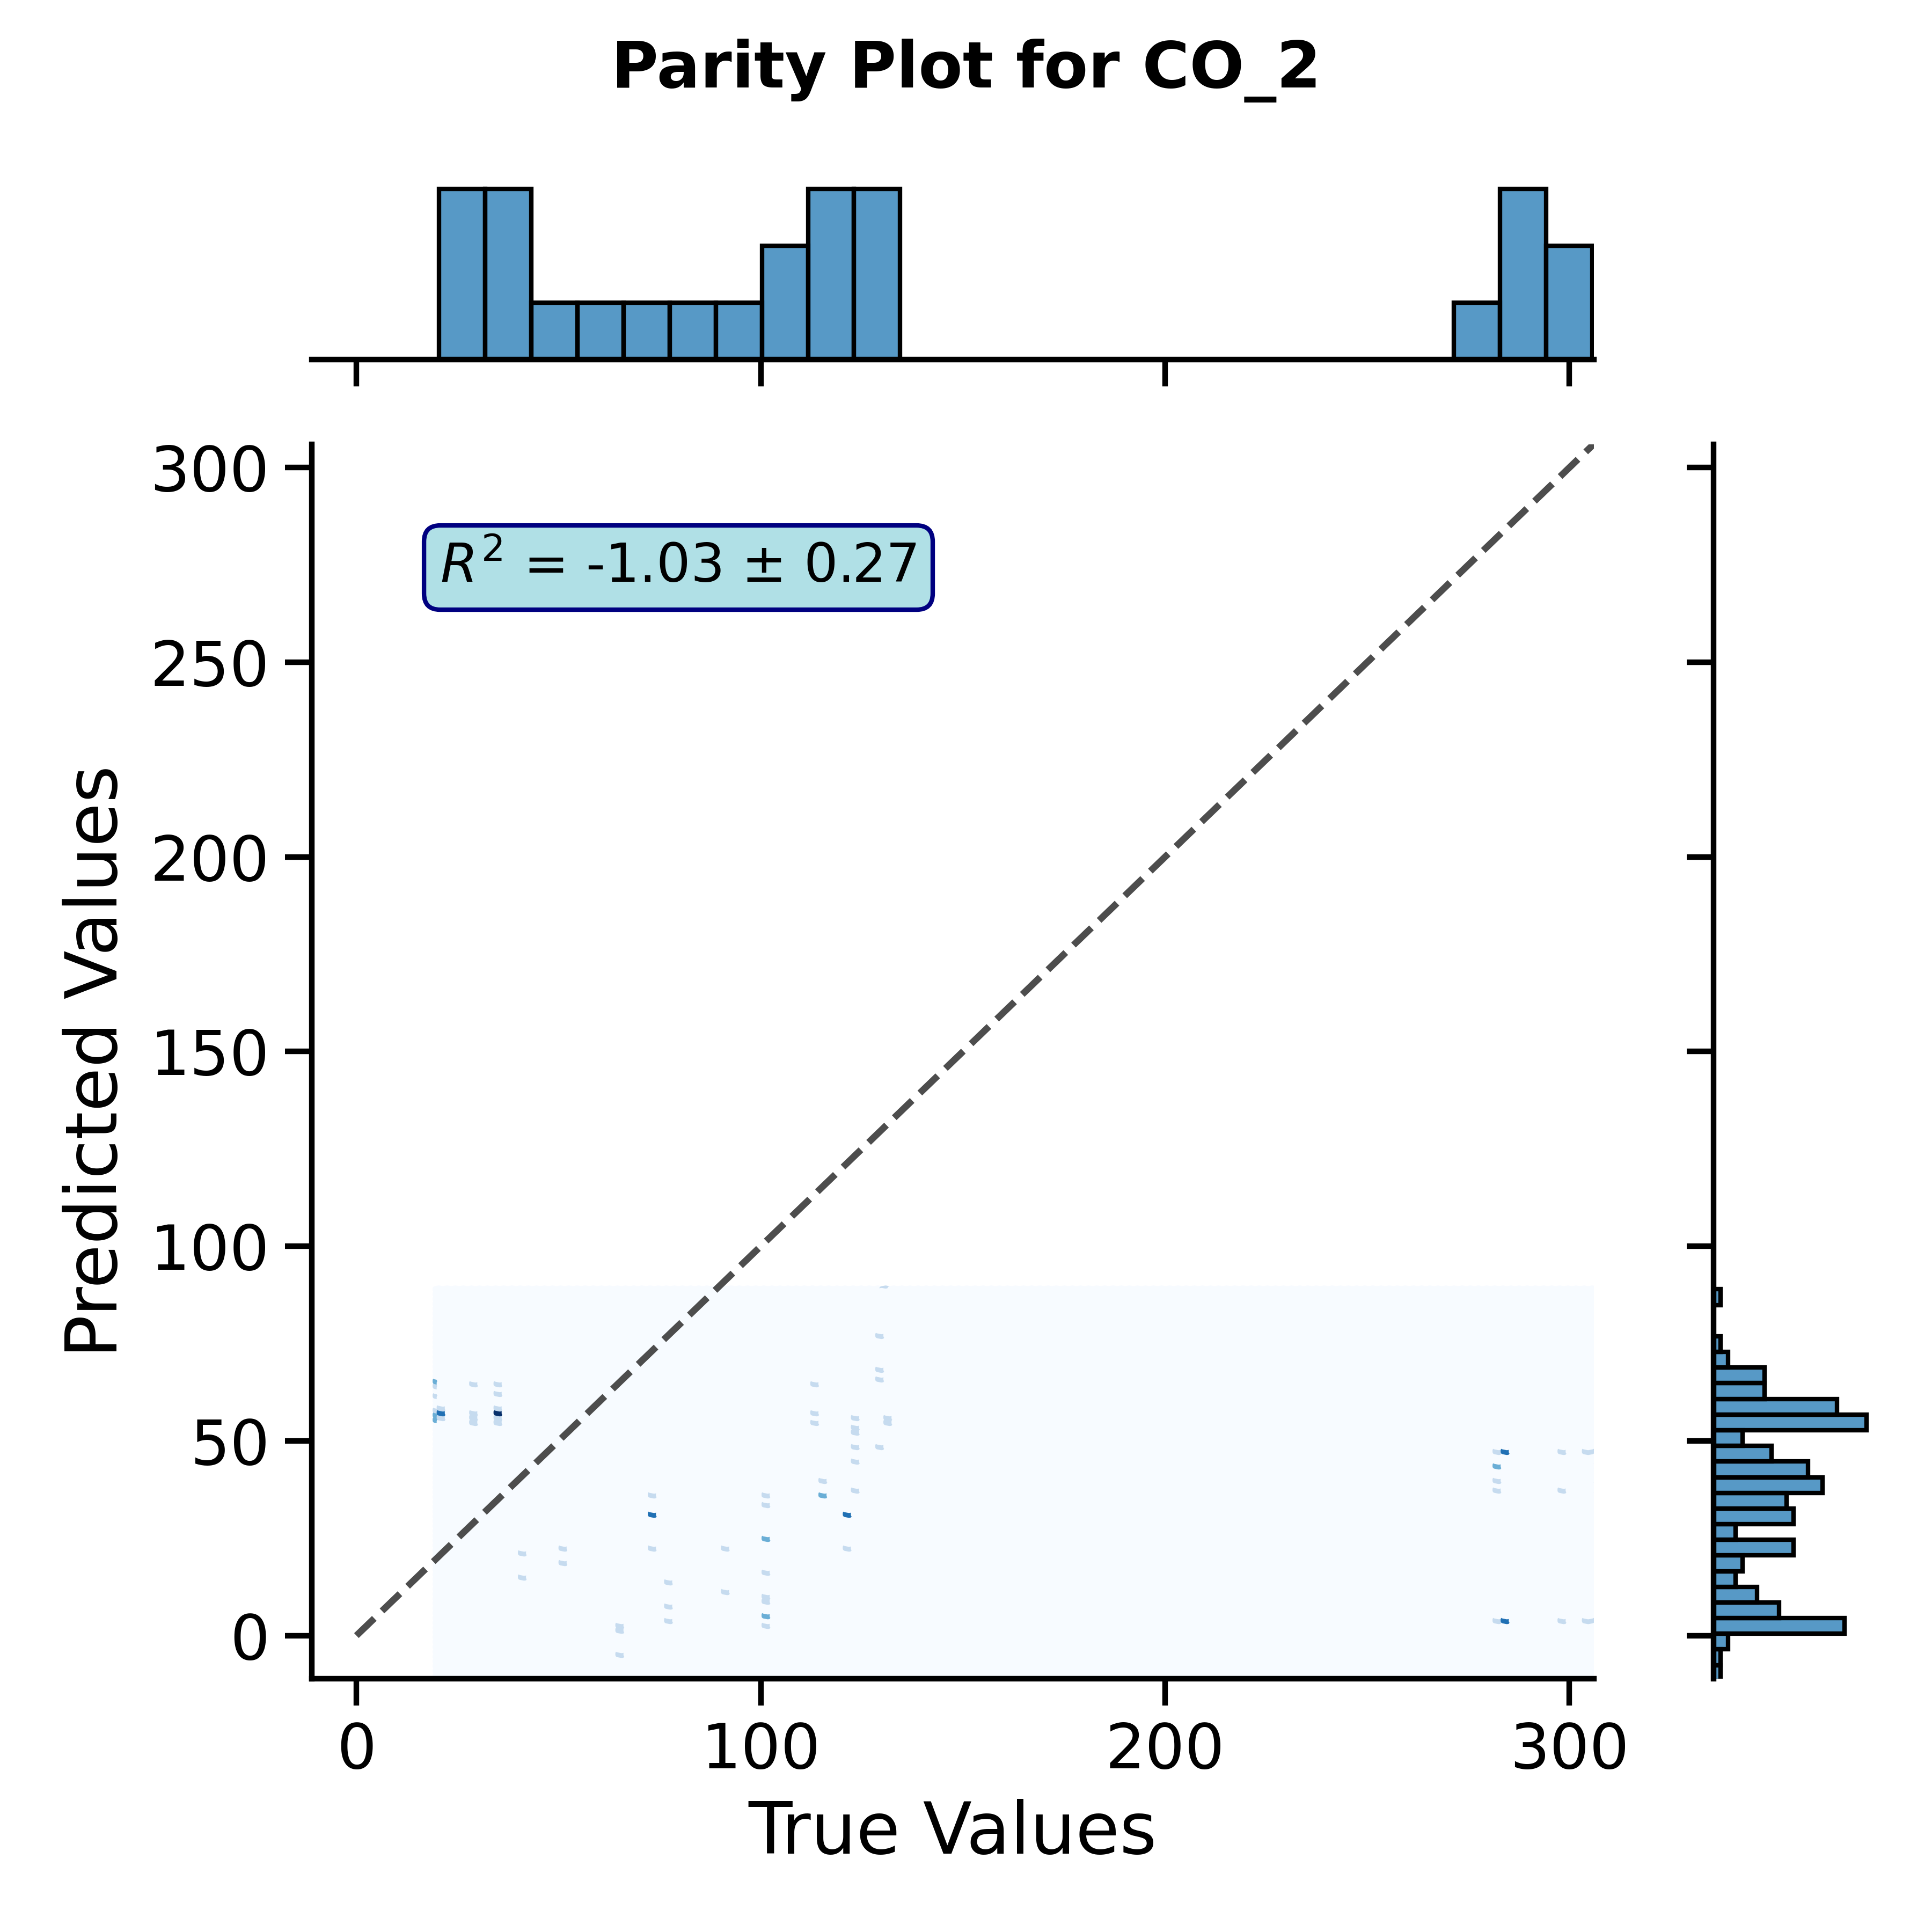 Parity Plot for CO_2
300
R² = -1.03 ± 0.27
250
200
150
100
50
0
Predicted Values
0 100 200 300
True Values